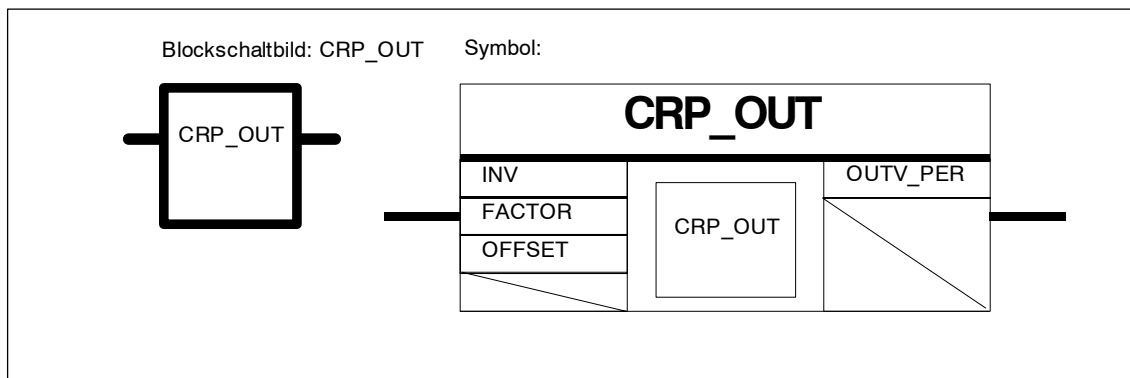 Blockschaltbild: CRP_OUT Symbol:
CRP_OUT
CRP_OUT
INV
FACTOR
OFFSET
CRP_OUT
OUTV_PER